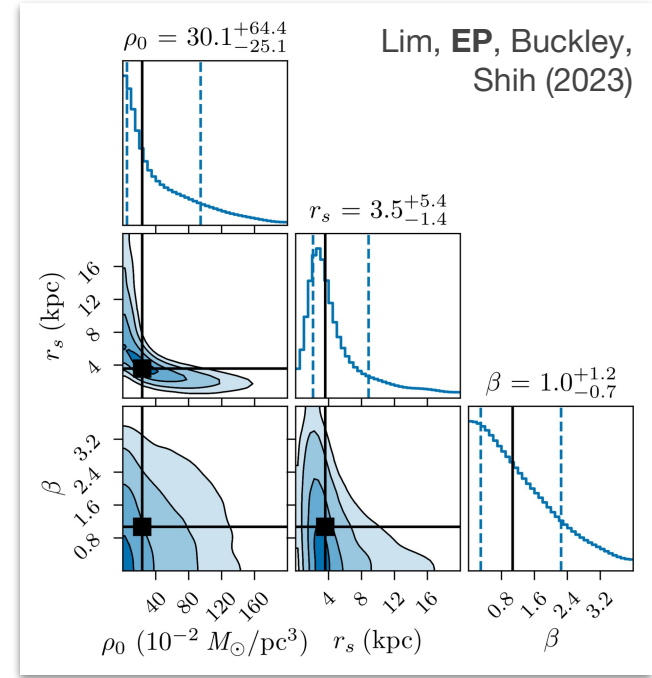 ρ₀ = 30.1⁺⁶⁴·⁴₋₂₅.₁
Lim, EP, Buckley,
Shih (2023)
r_s = 3.5⁺⁵·⁴₋₁.₄
r_s (kpc)
16
12
8
4
β = 1.0⁺¹·²₋₀.₇
β
3.2
2.4
1.6
0.8
40 80 120 160
4 8 12 16
0.8 1.6 2.4 3.2
ρ₀ (10⁻² M⊙/pc³)
r_s (kpc)
β